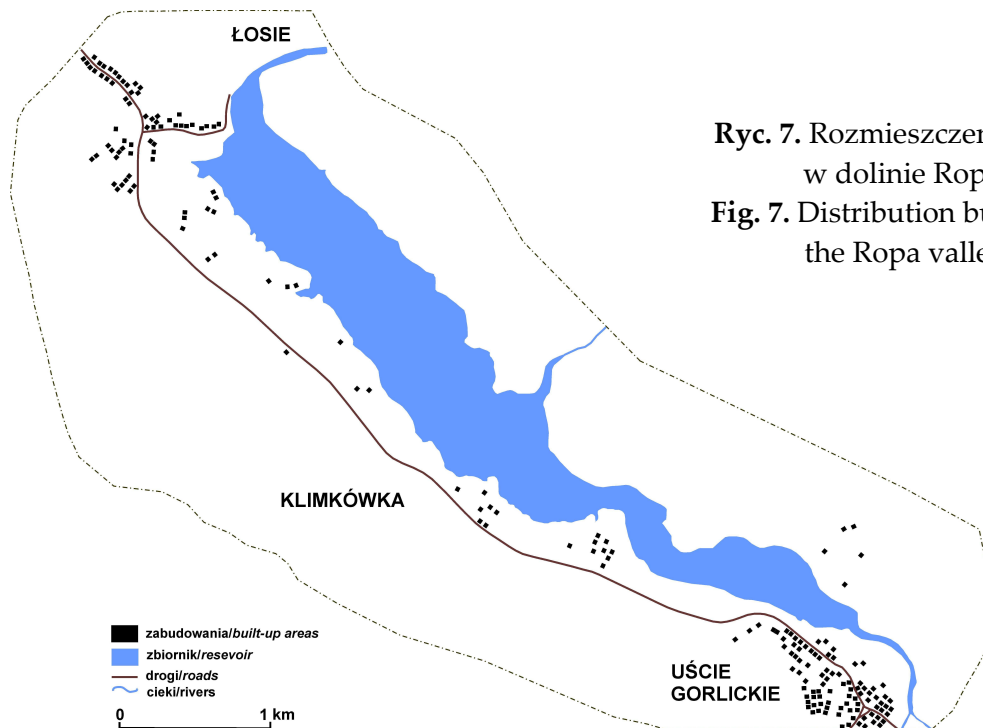 ŁOSIE
Ryc. 7. Rozmieszczen
w dolinie Rop
Fig. 7. Distribution bu
the Ropa valle
KLIMKÓWKA
zabudowania/built-up areas
zbiornik/resevoir
drogi/roads
cieki/rivers
UŚCIE
GORLICKIE
0 1 km